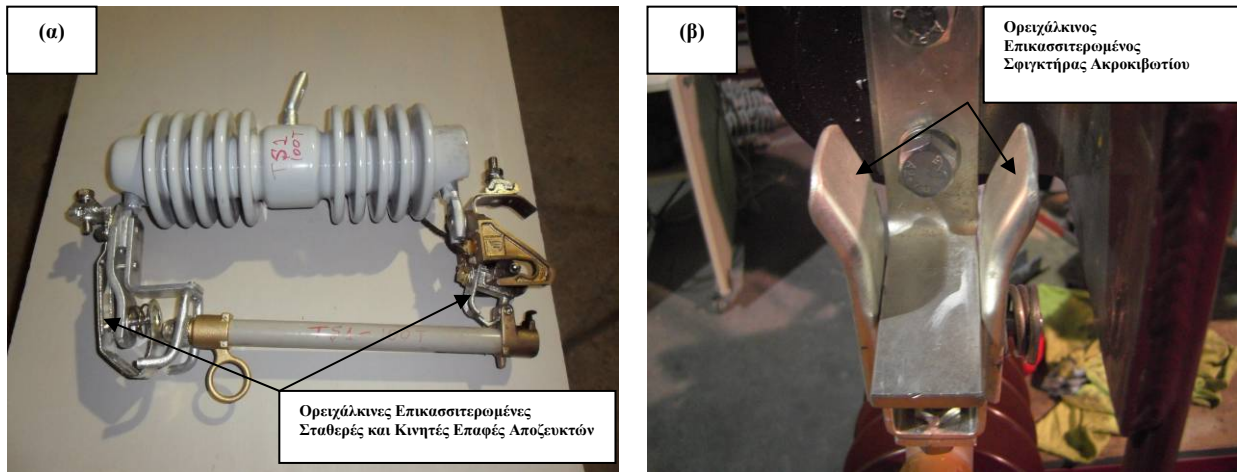 (α)
TS1
100T
TS1-100T
Ορειχάλκινες Επικασσιτερωμένες
Σταθερές και Κινητές Επαφές Αποζευκτών
(β)
Ορειχάλκινος
Επικασσιτερωμένος
Σφιγκτήρας Ακροκιβωτίου